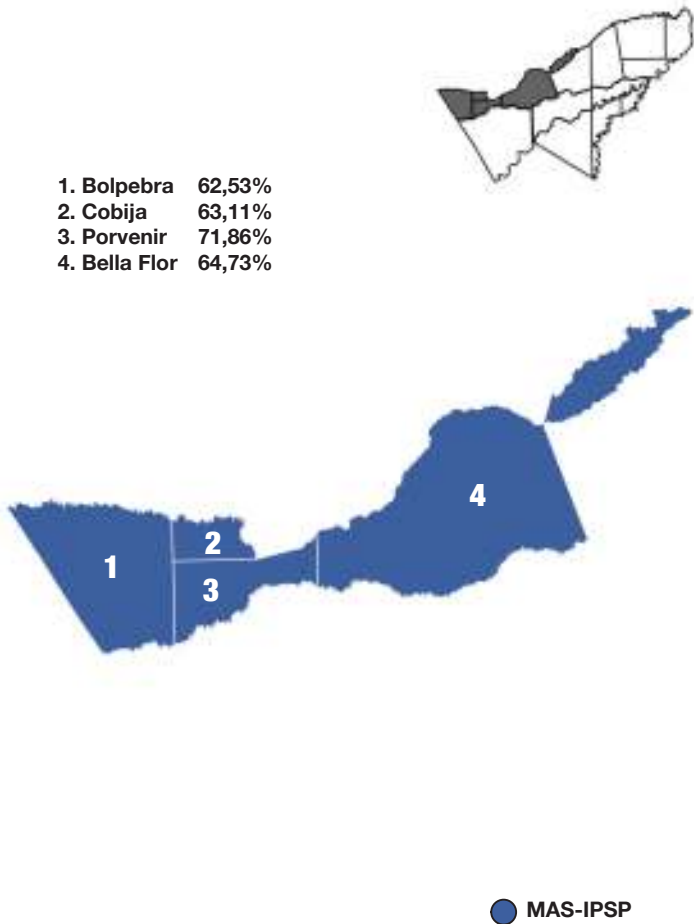 1. Bolpebra 62,53%
2. Cobija 63,11%
3. Porvenir 71,86%
4. Bella Flor 64,73%
4
2
1
3
MAS-IPSP